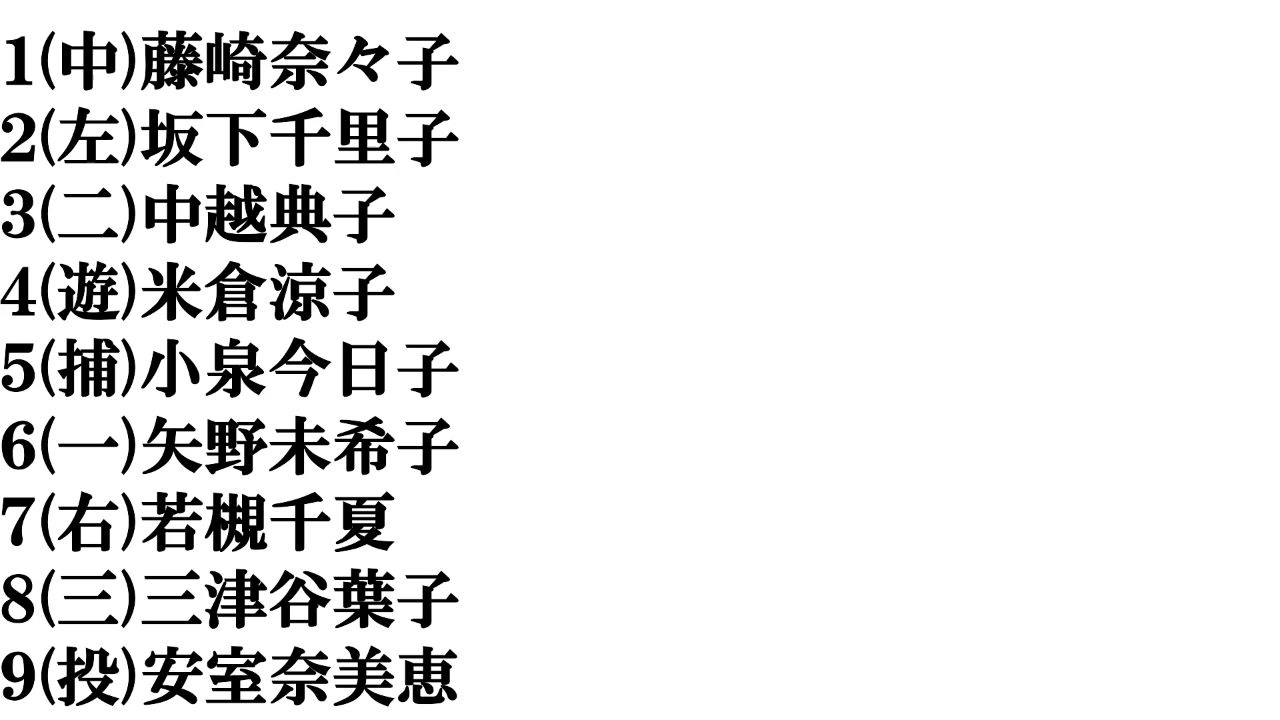 1(中)藤崎奈々子
2(左)坂下千里子
3(二)中越典子
4(遊)米倉涼子
5(捕)小泉今日子
6(一)矢野未希子
7(右)若槻千夏
8(三)三津谷葉子
9(投)安室奈美恵